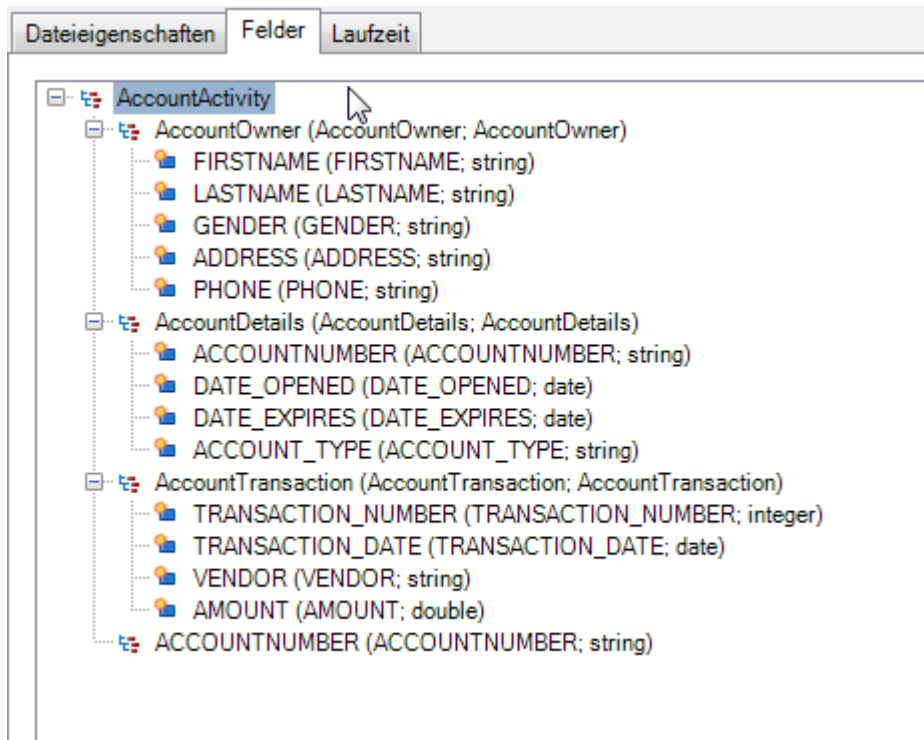 Dateieigenschaften Felder Laufzeit
AccountActivity
AccountOwner (AccountOwner; AccountOwner)
FIRSTNAME (FIRSTNAME; string)
LASTNAME (LASTNAME; string)
GENDER (GENDER; string)
ADDRESS (ADDRESS; string)
PHONE (PHONE; string)
AccountDetails (AccountDetails; AccountDetails)
ACCOUNTNUMBER (ACCOUNTNUMBER; string)
DATE_OPENED (DATE_OPENED; date)
DATE_EXPIRES (DATE_EXPIRES; date)
ACCOUNT_TYPE (ACCOUNT_TYPE; string)
AccountTransaction (AccountTransaction; AccountTransaction)
TRANSACTION_NUMBER (TRANSACTION_NUMBER; integer)
TRANSACTION_DATE (TRANSACTION_DATE; date)
VENDOR (VENDOR; string)
AMOUNT (AMOUNT; double)
ACCOUNTNUMBER (ACCOUNTNUMBER; string)